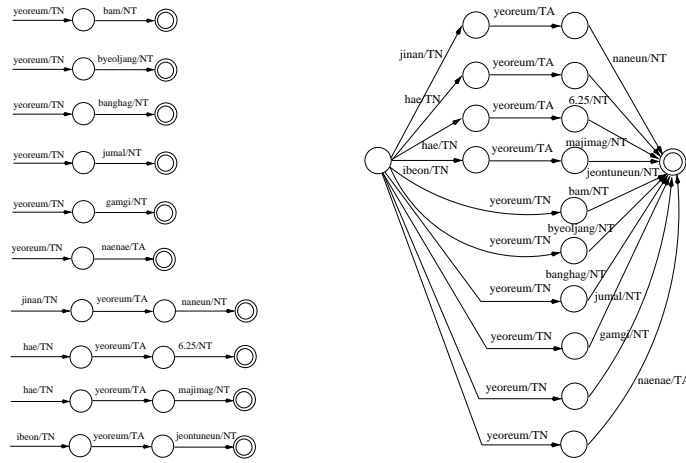 yeoreum/TN bam/NT
yeoreum/TN byeoljang/NT
yeoreum/TN banghag/NT
yeoreum/TN jumal/NT
yeoreum/TN gamgi/NT
yeoreum/TN naenae/TA
jinan/TN yeoreum/TA naneun/NT
hae/TN yeoreum/TA 6.25/NT
hae/TN yeoreum/TA majimag/NT
ibeon/TN yeoreum/TA jeontuneun/NT
jinan/TN yeoreum/TA naneun/NT
hae/TN yeoreum/TA 6.25/NT
hae/TN yeoreum/TA majimag/NT
ibeon/TN yeoreum/TA jeontuneun/NT
yeoreum/TN bam/NT
yeoreum/TN byeoljang/NT
yeoreum/TN banghag/NT
yeoreum/TN jumal/NT
yeoreum/TN gamgi/NT
yeoreum/TN naenae/TA